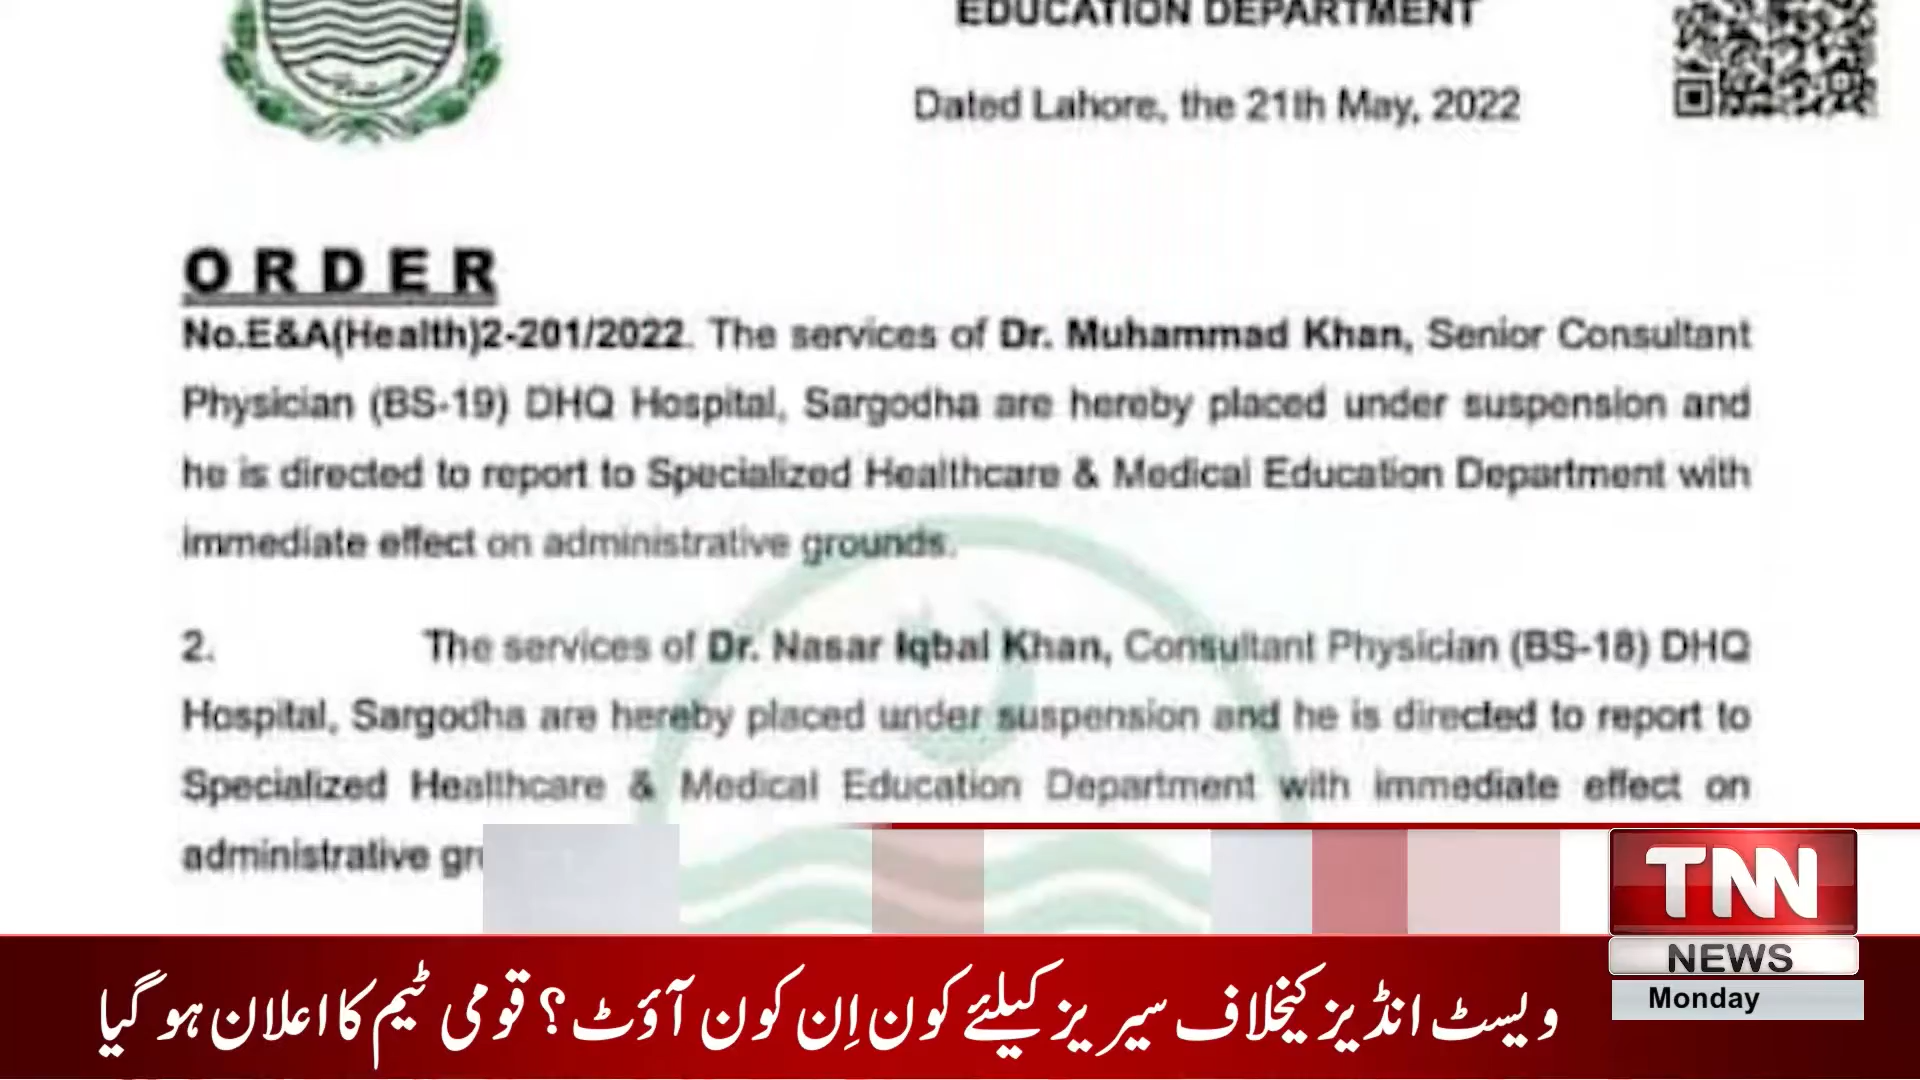 EDUCATION DEPARTMENT
Dated Lahore, the 21th May, 2022
ORDER
No.E&A(Health)2-201/2022. The services of Dr. Muhammad Khan, Senior Consultant
Physician (BS-19) DHQ Hospital, Sargodha are hereby placed under suspension and
he is directed to report to Specialized Healthcare & Medical Education Department with
immediate effect on administrative grounds.
2. The services of Dr. Nasar Iqbal Khan, Consultant Physician (BS-18) DHQ
Hospital, Sargodha are hereby placed under suspension and he is directed to report to
Specialized Healthcare & Medical Education Department with immediate effect on
administrative
TNN
NEWS
Monday
ویسٹ انڈیز کیخلاف سیریز کیلئے کون اِن کون آؤٹ؟ قومی ٹیم کا اعلان ہو گیا